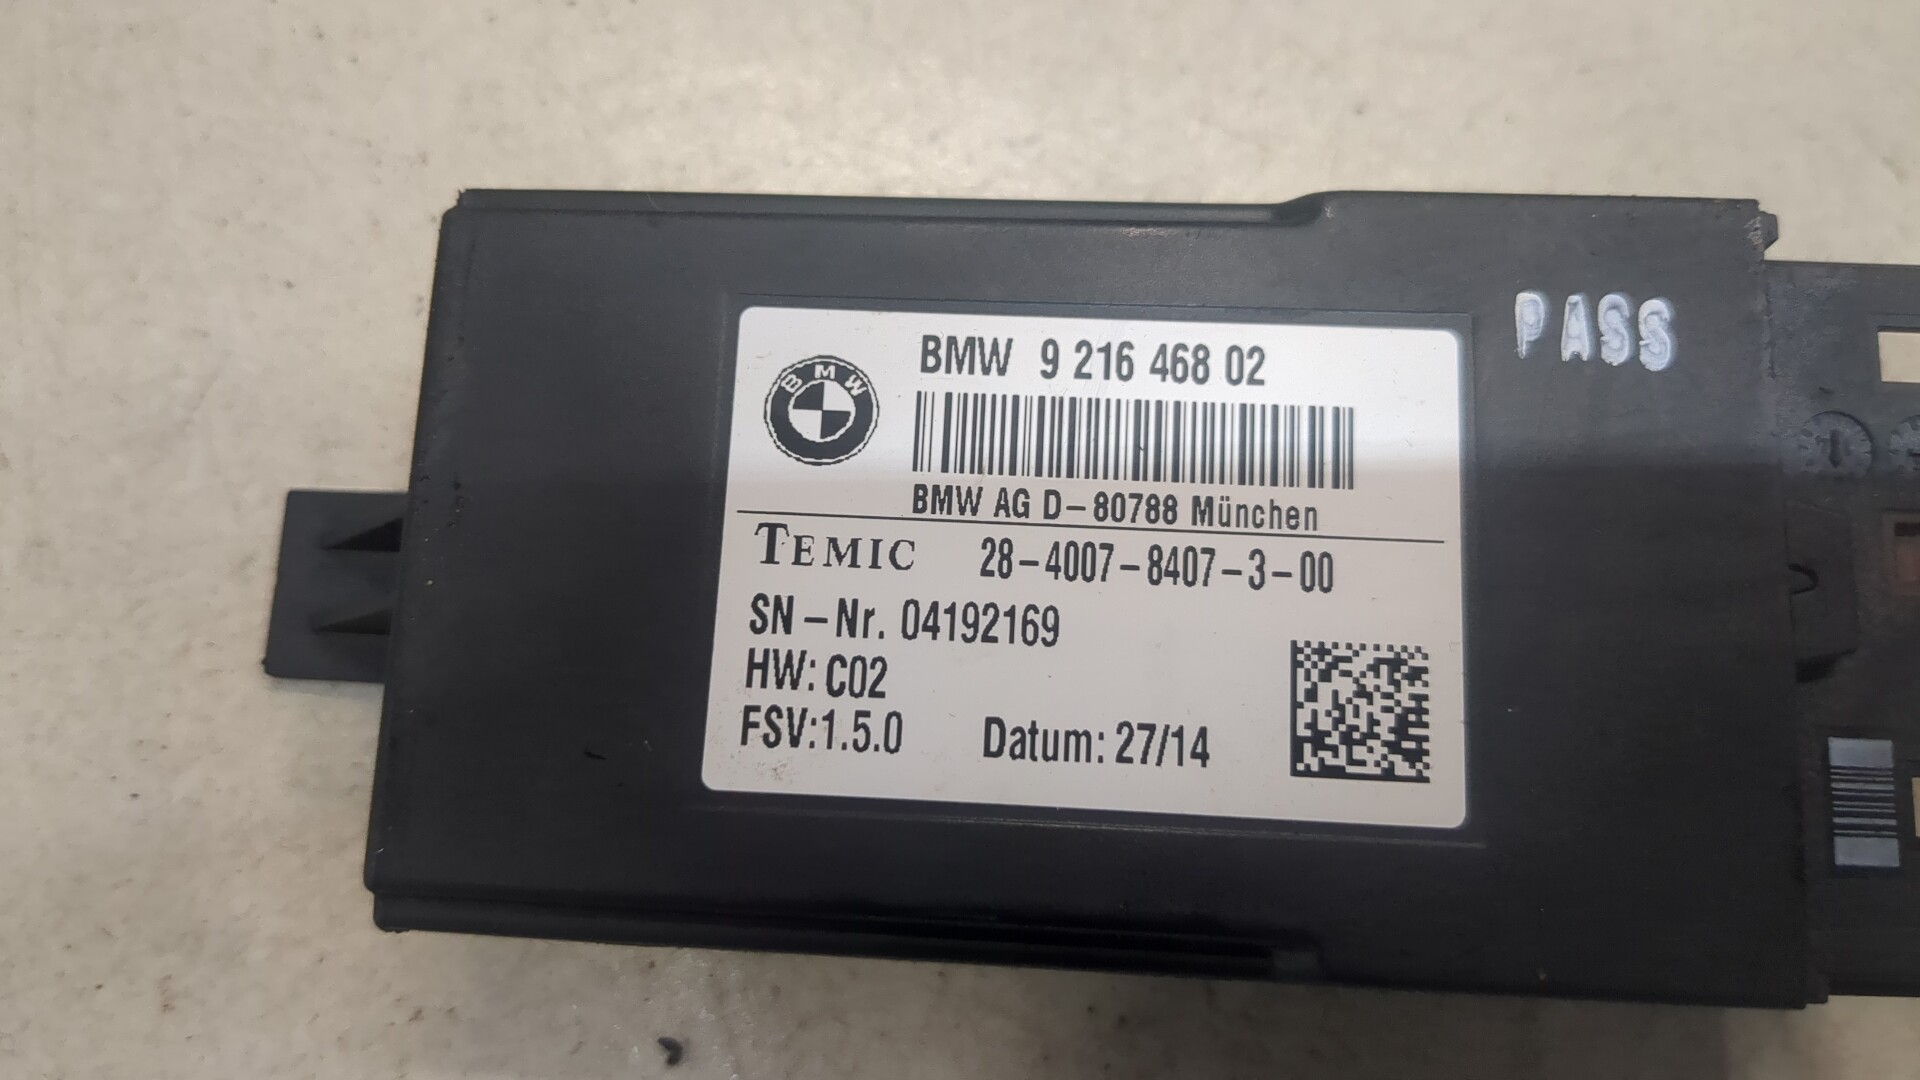 PASS
BMW 9 216 468 02
BMW
BMW AG D-80788 München
TEMIC 28-4007-8407-3-00
SN-Nr. 04192169
HW: C02
FSV:1.5.0 Datum: 27/14